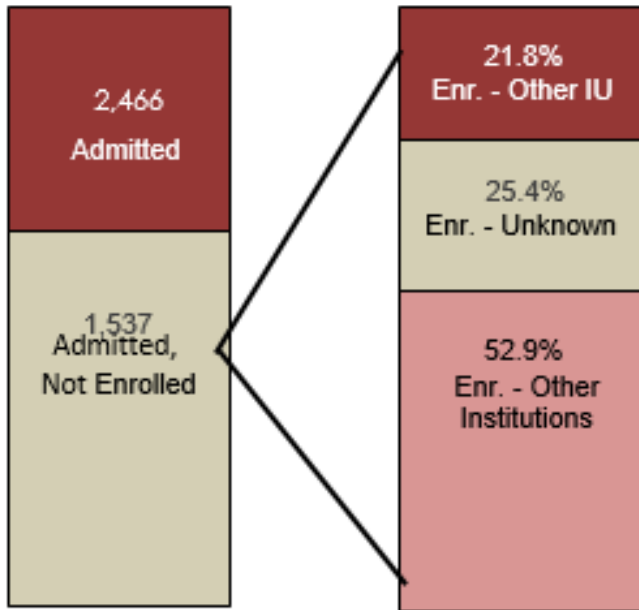 2,466
Admitted
1,537
Admitted,
Not Enrolled
21.8%
Enr. - Other IU
25.4%
Enr. - Unknown
52.9%
Enr. - Other
Institutions